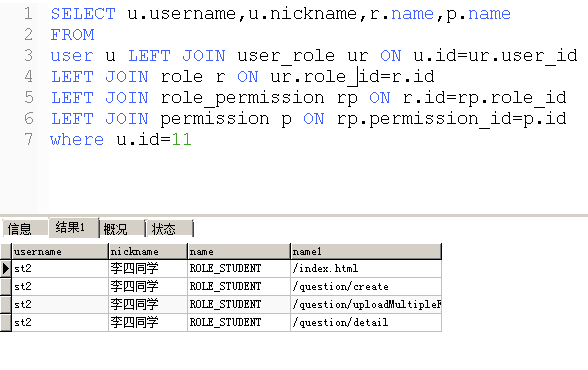 1 SELECT u.username,u.nickname,r.name,p.name
2 FROM
3 user u LEFT JOIN user_role ur ON u.id=ur.user_id
4 LEFT JOIN role r ON ur.role_id=r.id
5 LEFT JOIN role_permission rp ON r.id=rp.role_id
6 LEFT JOIN permission p ON rp.permission_id=p.id
7 where u.id=11
信息 结果1 概况 状态
username nickname name name1
st2 李四同学 ROLE_STUDENT /index.html
st2 李四同学 ROLE_STUDENT /question/create
st2 李四同学 ROLE_STUDENT /question/uploadMultipleF
st2 李四同学 ROLE_STUDENT /question/detail